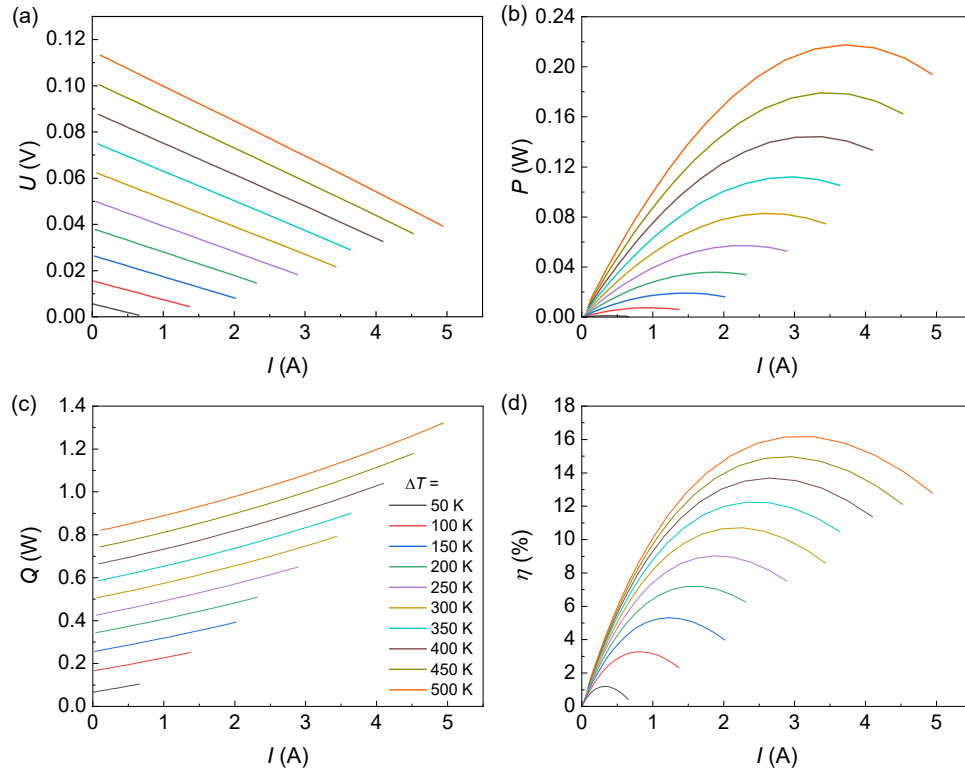 (a)
0.12
0.10
0.08
0.06
0.04
0.02
0.00
U (V)
0 1 2 3 4 5
I (A)
(b)
0.24
0.20
0.16
0.12
0.08
0.04
0.00
P (W)
0 1 2 3 4 5
I (A)
(c)
1.4
1.2
1.0
0.8
0.6
0.4
0.2
0.0
Q (W)
0 1 2 3 4 5
I (A)
ΔT =
50 K
100 K
150 K
200 K
250 K
300 K
350 K
400 K
450 K
500 K
(d)
18
16
14
12
10
8
6
4
2
0
η (%)
0 1 2 3 4 5
I (A)